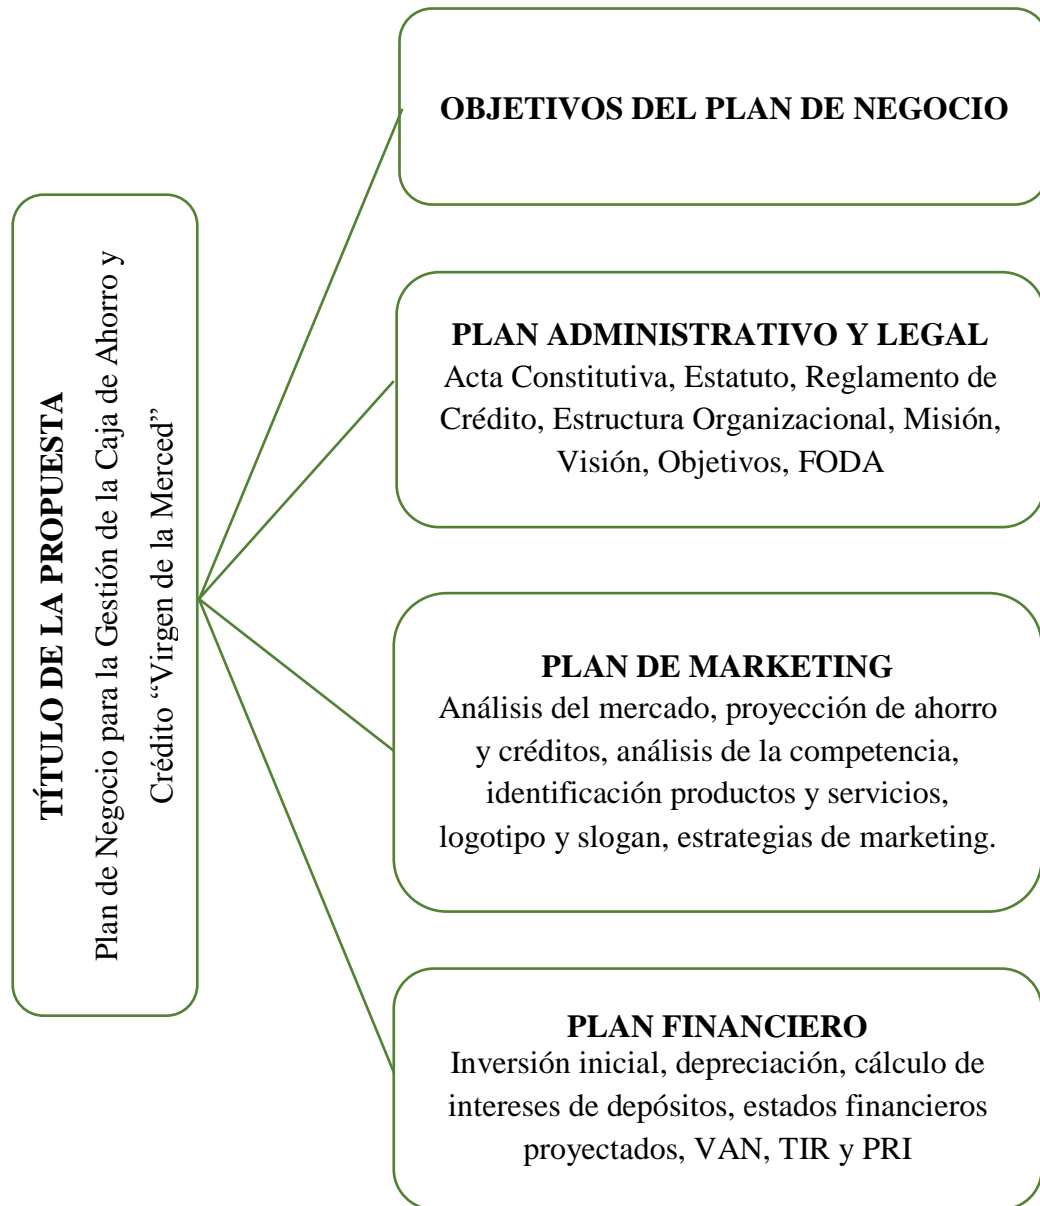 TÍTULO DE LA PROPUESTA
Plan de Negocio para la Gestión de la Caja de Ahorro y
Crédito “Virgen de la Merced”
OBJETIVOS DEL PLAN DE NEGOCIO
PLAN ADMINISTRATIVO Y LEGAL
Acta Constitutiva, Estatuto, Reglamento de
Crédito, Estructura Organizacional, Misión,
Visión, Objetivos, FODA
PLAN DE MARKETING
Análisis del mercado, proyección de ahorro
y créditos, análisis de la competencia,
identificación productos y servicios,
logotipo y slogan, estrategias de marketing.
PLAN FINANCIERO
Inversión inicial, depreciación, cálculo de
intereses de depósitos, estados financieros
proyectados, VAN, TIR y PRI